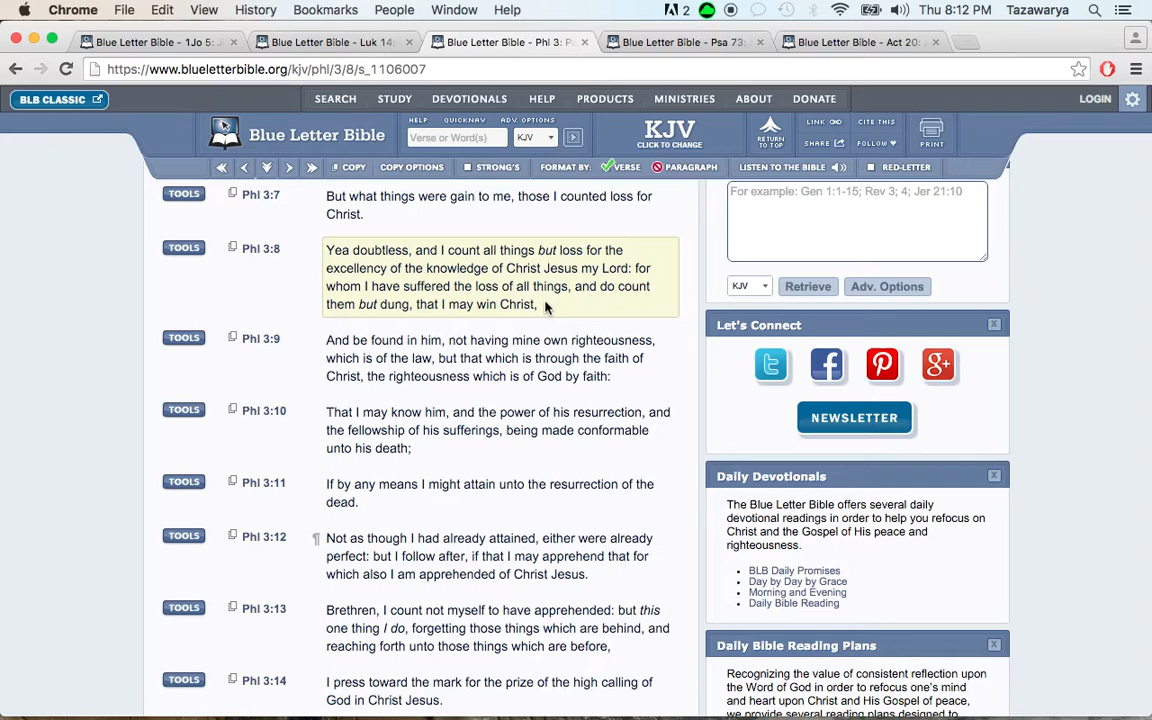 Chrome File Edit View History Bookmarks People Window Help 2 Thu 8:12 PM Tazawarya
Blue Letter Bible - 1Jo 5: J × Blue Letter Bible - Luk 14: × Blue Letter Bible - Phl 3: Pa × Blue Letter Bible - Psa 73: × Blue Letter Bible - Act 20: ×
https://www.blueletterbible.org/kjv/phl/3/8/s_1106007
BLB CLASSIC SEARCH STUDY DEVOTIONALS HELP PRODUCTS MINISTRIES ABOUT DONATE LOGIN
Blue Letter Bible
HELP QUICKNAV ADV. OPTIONS
Verse or Word(s) KJV
KJV
CLICK TO CHANGE
RETURN
TO TOP
LINK CITE THIS
SHARE FOLLOW
PRINT
COPY COPY OPTIONS STRONG'S FORMAT BY: VERSE PARAGRAPH LISTEN TO THE BIBLE RED-LETTER
TOOLS Phl 3:7 But what things were gain to me, those I counted loss for
Christ.
TOOLS Phl 3:8 Yea doubtless, and I count all things but loss for the
excellency of the knowledge of Christ Jesus my Lord: for
whom I have suffered the loss of all things, and do count
them but dung, that I may win Christ,
TOOLS Phl 3:9 And be found in him, not having mine own righteousness,
which is of the law, but that which is through the faith of
Christ, the righteousness which is of God by faith:
TOOLS Phl 3:10 That I may know him, and the power of his resurrection, and
the fellowship of his sufferings, being made conformable
unto his death;
TOOLS Phl 3:11 If by any means I might attain unto the resurrection of the
dead.
TOOLS Phl 3:12 ¶ Not as though I had already attained, either were already
perfect: but I follow after, if that I may apprehend that for
which also I am apprehended of Christ Jesus.
TOOLS Phl 3:13 Brethren, I count not myself to have apprehended: but this
one thing I do, forgetting those things which are behind, and
reaching forth unto those things which are before,
TOOLS Phl 3:14 I press toward the mark for the prize of the high calling of
God in Christ Jesus.
For example: Gen 1:1-15; Rev 3; 4; Jer 21:10
KJV Retrieve Adv. Options
Let's Connect
NEWSLETTER
Daily Devotionals
The Blue Letter Bible offers several daily
devotional readings in order to help you refocus on
Christ and the Gospel of His peace and
righteousness.
• BLB Daily Promises
• Day by Day by Grace
• Morning and Evening
• Daily Bible Reading
Daily Bible Reading Plans
Recognizing the value of consistent reflection upon
the Word of God in order to refocus one's mind
and heart upon Christ and His Gospel of peace,
we provide several reading plans designed to